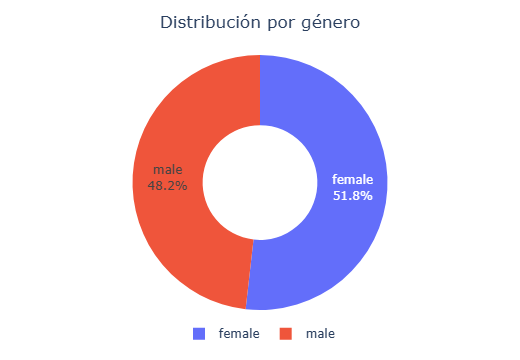 Distribución por género
male
48.2%
female
51.8%
female
male